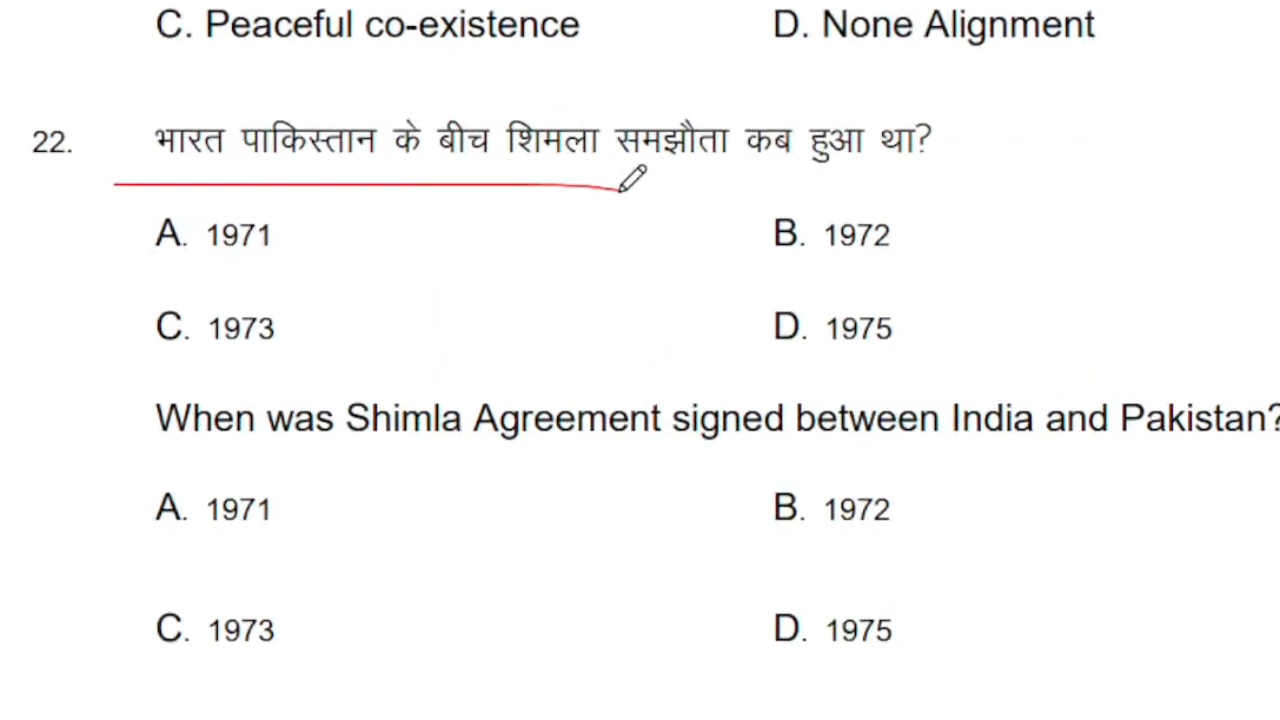 C. Peaceful co-existence D. None Alignment
22. भारत पाकिस्तान के बीच शिमला समझौता कब हुआ था?
A. 1971 B. 1972
C. 1973 D. 1975
When was Shimla Agreement signed between India and Pakistan?
A. 1971 B. 1972
C. 1973 D. 1975